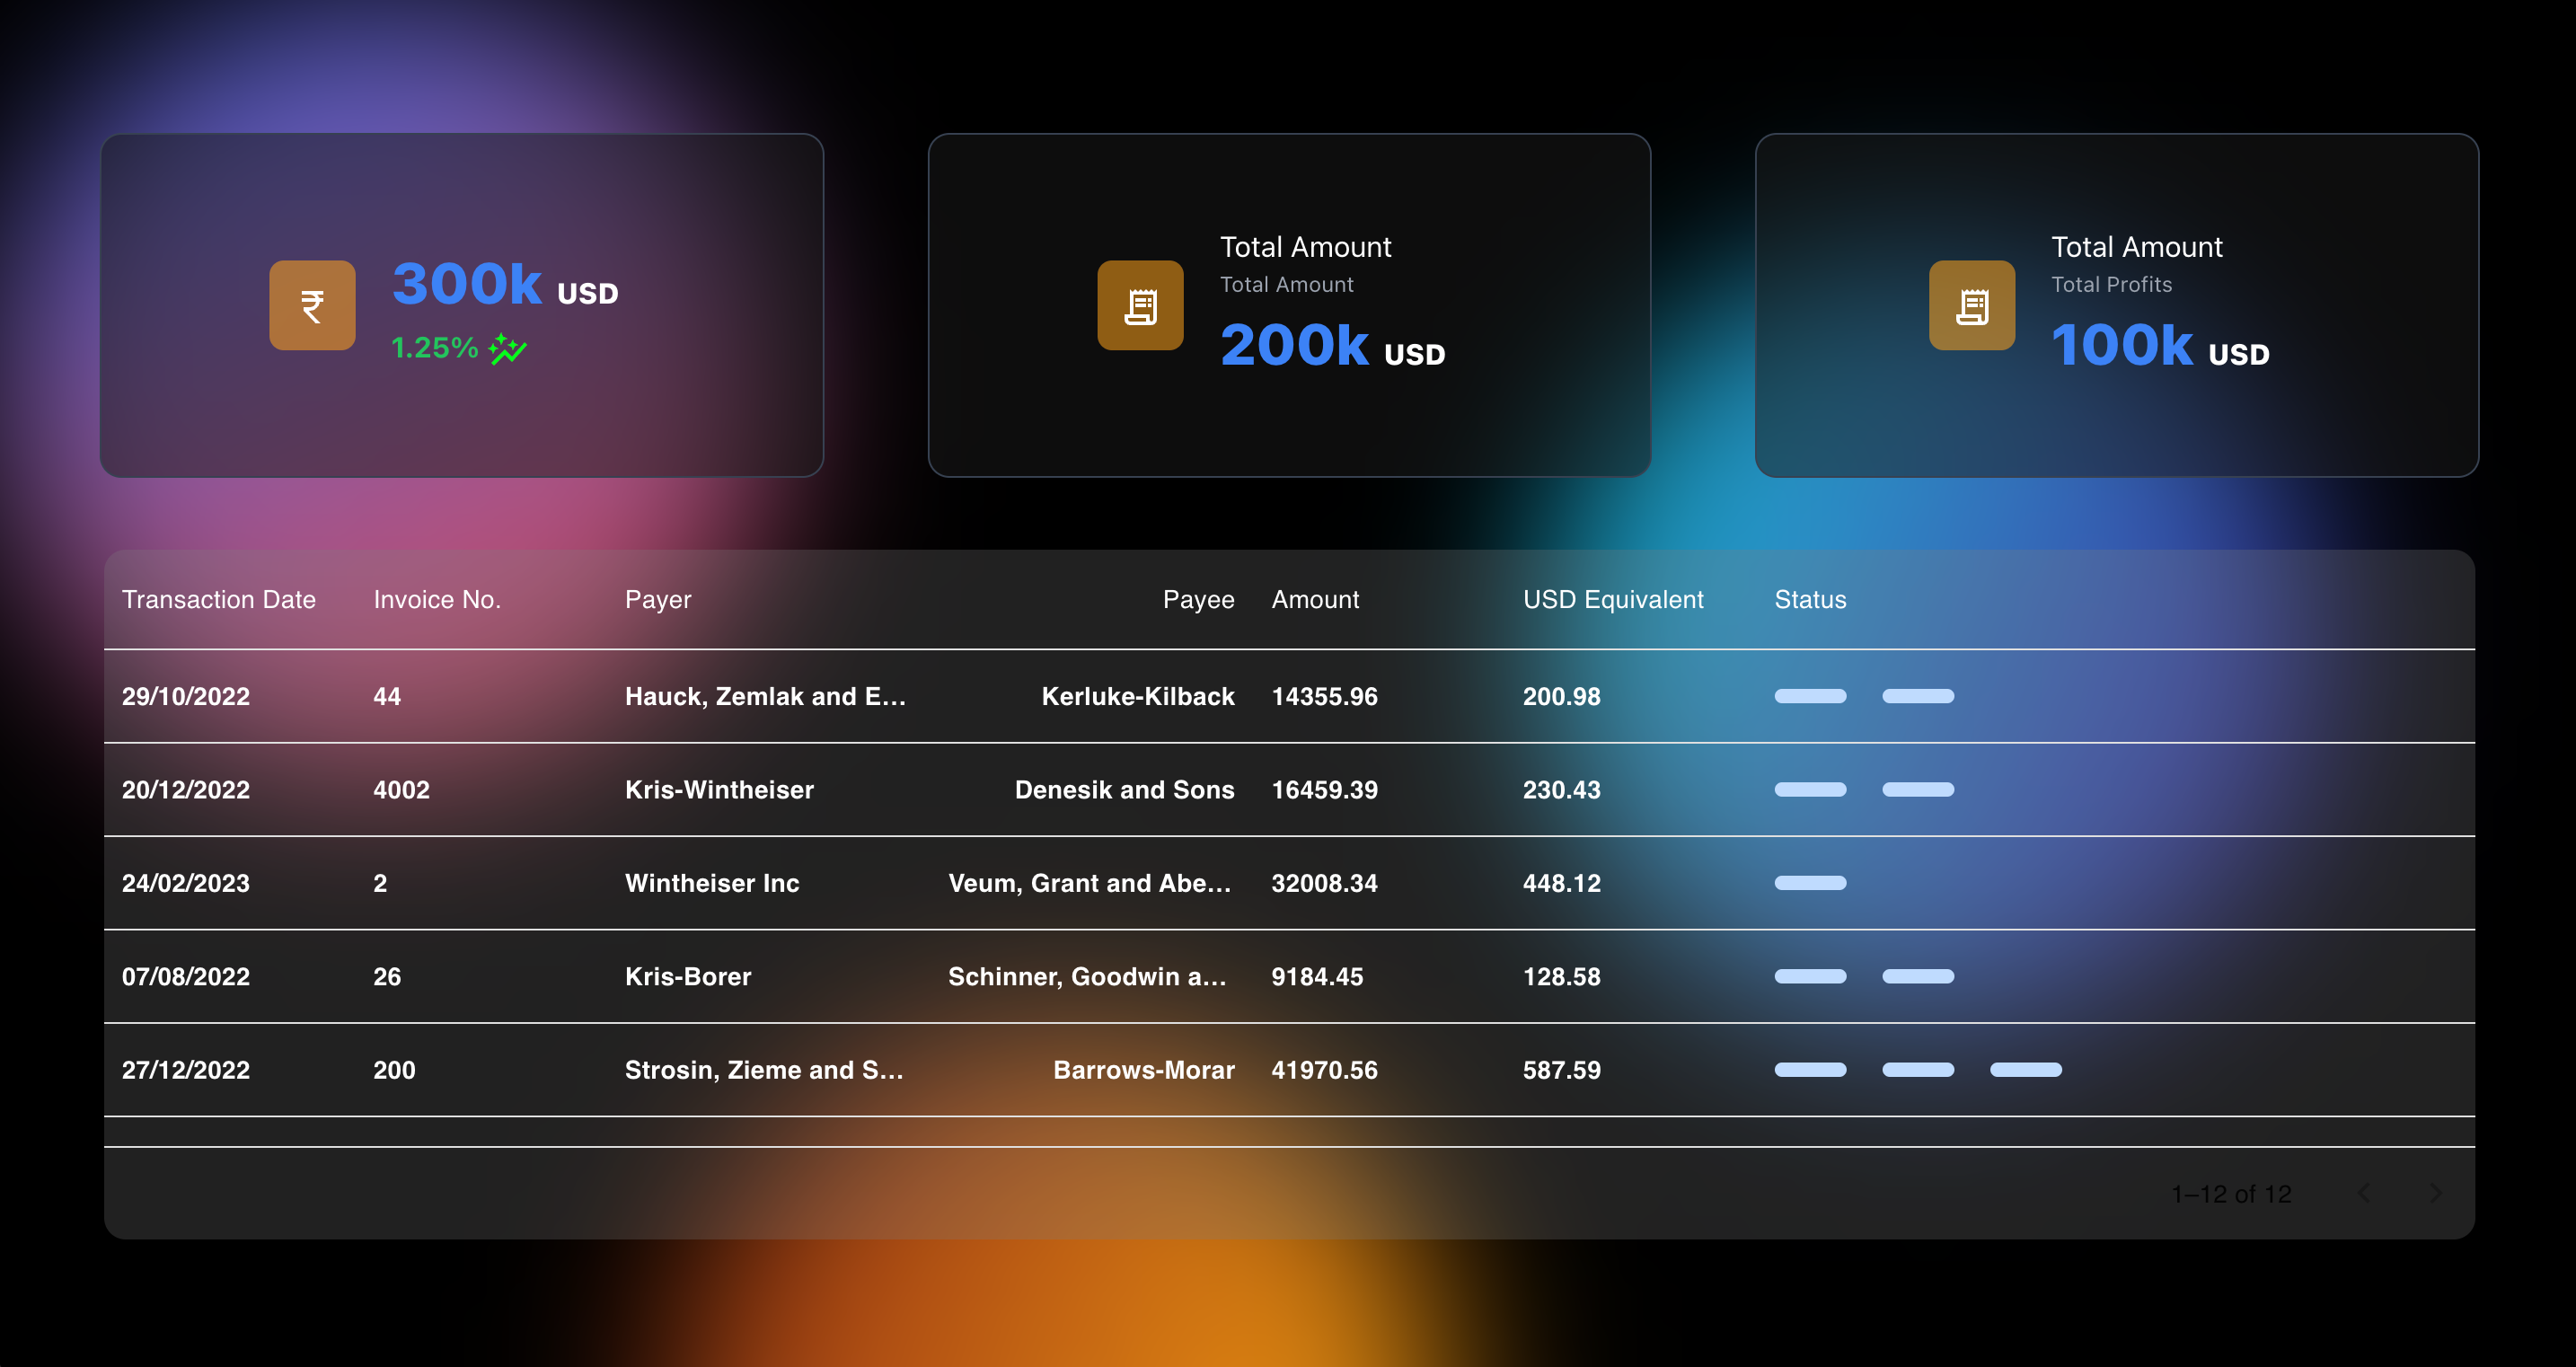 ₹
300k USD
1.25%
Total Amount
Total Amount
200k USD
Total Amount
Total Profits
100k USD
Transaction Date Invoice No. Payer Payee Amount USD Equivalent Status
29/10/2022 44 Hauck, Zemlak and E... Kerluke-Kilback 14355.96 200.98
20/12/2022 4002 Kris-Wintheiser Denesik and Sons 16459.39 230.43
24/02/2023 2 Wintheiser Inc Veum, Grant and Abe... 32008.34 448.12
07/08/2022 26 Kris-Borer Schinner, Goodwin a... 9184.45 128.58
27/12/2022 200 Strosin, Zieme and S... Barrows-Morar 41970.56 587.59
1–12 of 12